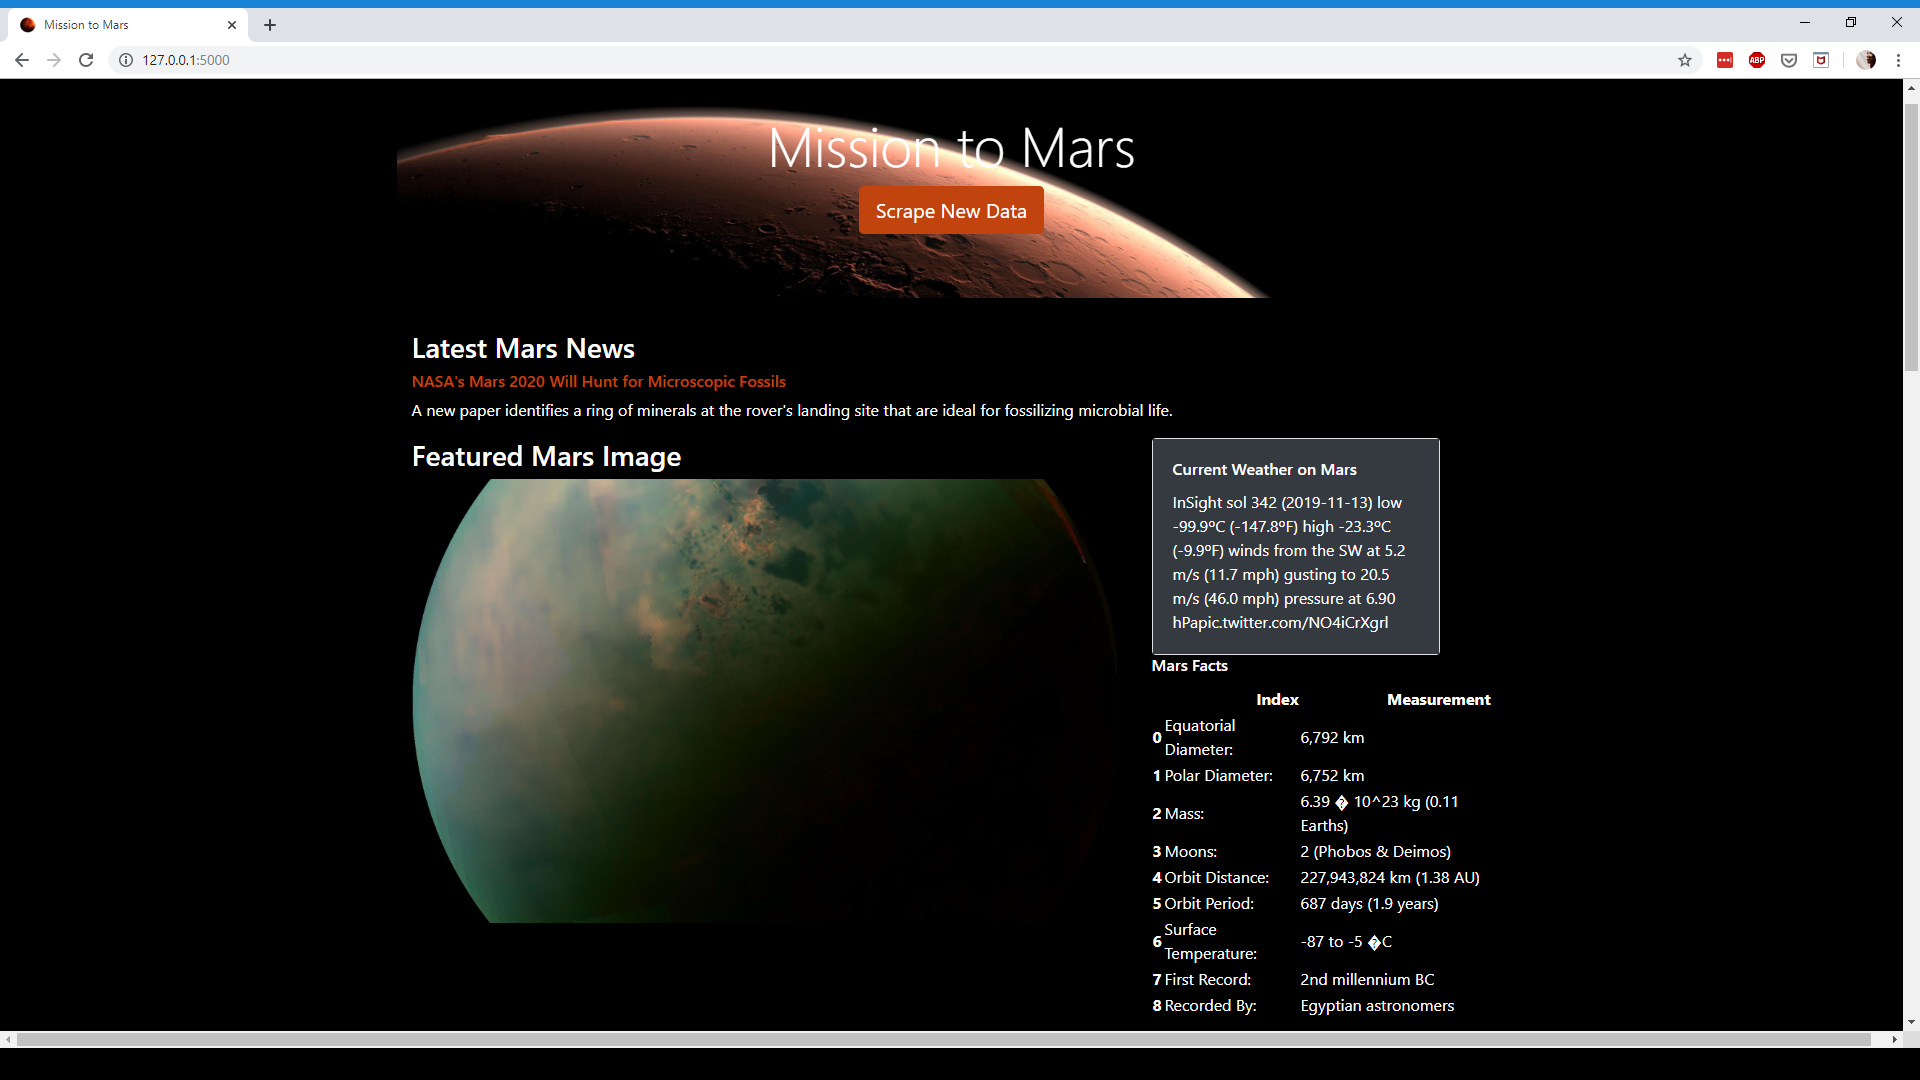 Mission to Mars
127.0.0.1:5000
ABP
Mission to Mars
Scrape New Data
Latest Mars News
NASA's Mars 2020 Will Hunt for Microscopic Fossils
A new paper identifies a ring of minerals at the rover's landing site that are ideal for fossilizing microbial life.
Featured Mars Image
Current Weather on Mars
InSight sol 342 (2019-11-13) low
-99.9ºC (-147.8ºF) high -23.3ºC
(-9.9ºF) winds from the SW at 5.2
m/s (11.7 mph) gusting to 20.5
m/s (46.0 mph) pressure at 6.90
hPapic.twitter.com/NO4iCrXgrl
Mars Facts
Index Measurement
0 Equatorial Diameter: 6,792 km
1 Polar Diameter: 6,752 km
2 Mass: 6.39 � 10^23 kg (0.11 Earths)
3 Moons: 2 (Phobos & Deimos)
4 Orbit Distance: 227,943,824 km (1.38 AU)
5 Orbit Period: 687 days (1.9 years)
6 Surface Temperature: -87 to -5 �C
7 First Record: 2nd millennium BC
8 Recorded By: Egyptian astronomers